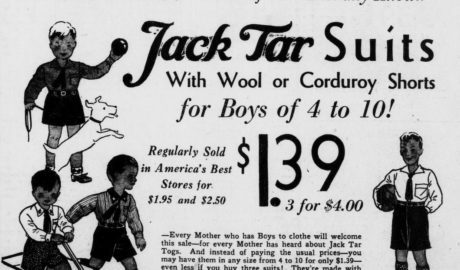 Jack Tar Suits
With Wool or Corduroy Shorts
for Boys of 4 to 10!
Regularly Sold
in America's Best
Stores for
$1.95 and $2.50
$1.39
3 for $4.00
—Every Mother who has Boys to clothe will welcome
this sale—for every Mother has heard about Jack Tar
Togs. And instead of paying the usual prices—you
may have them in any size from 4 to 10 for only $1.39—
even less if you buy three suits! They're made with